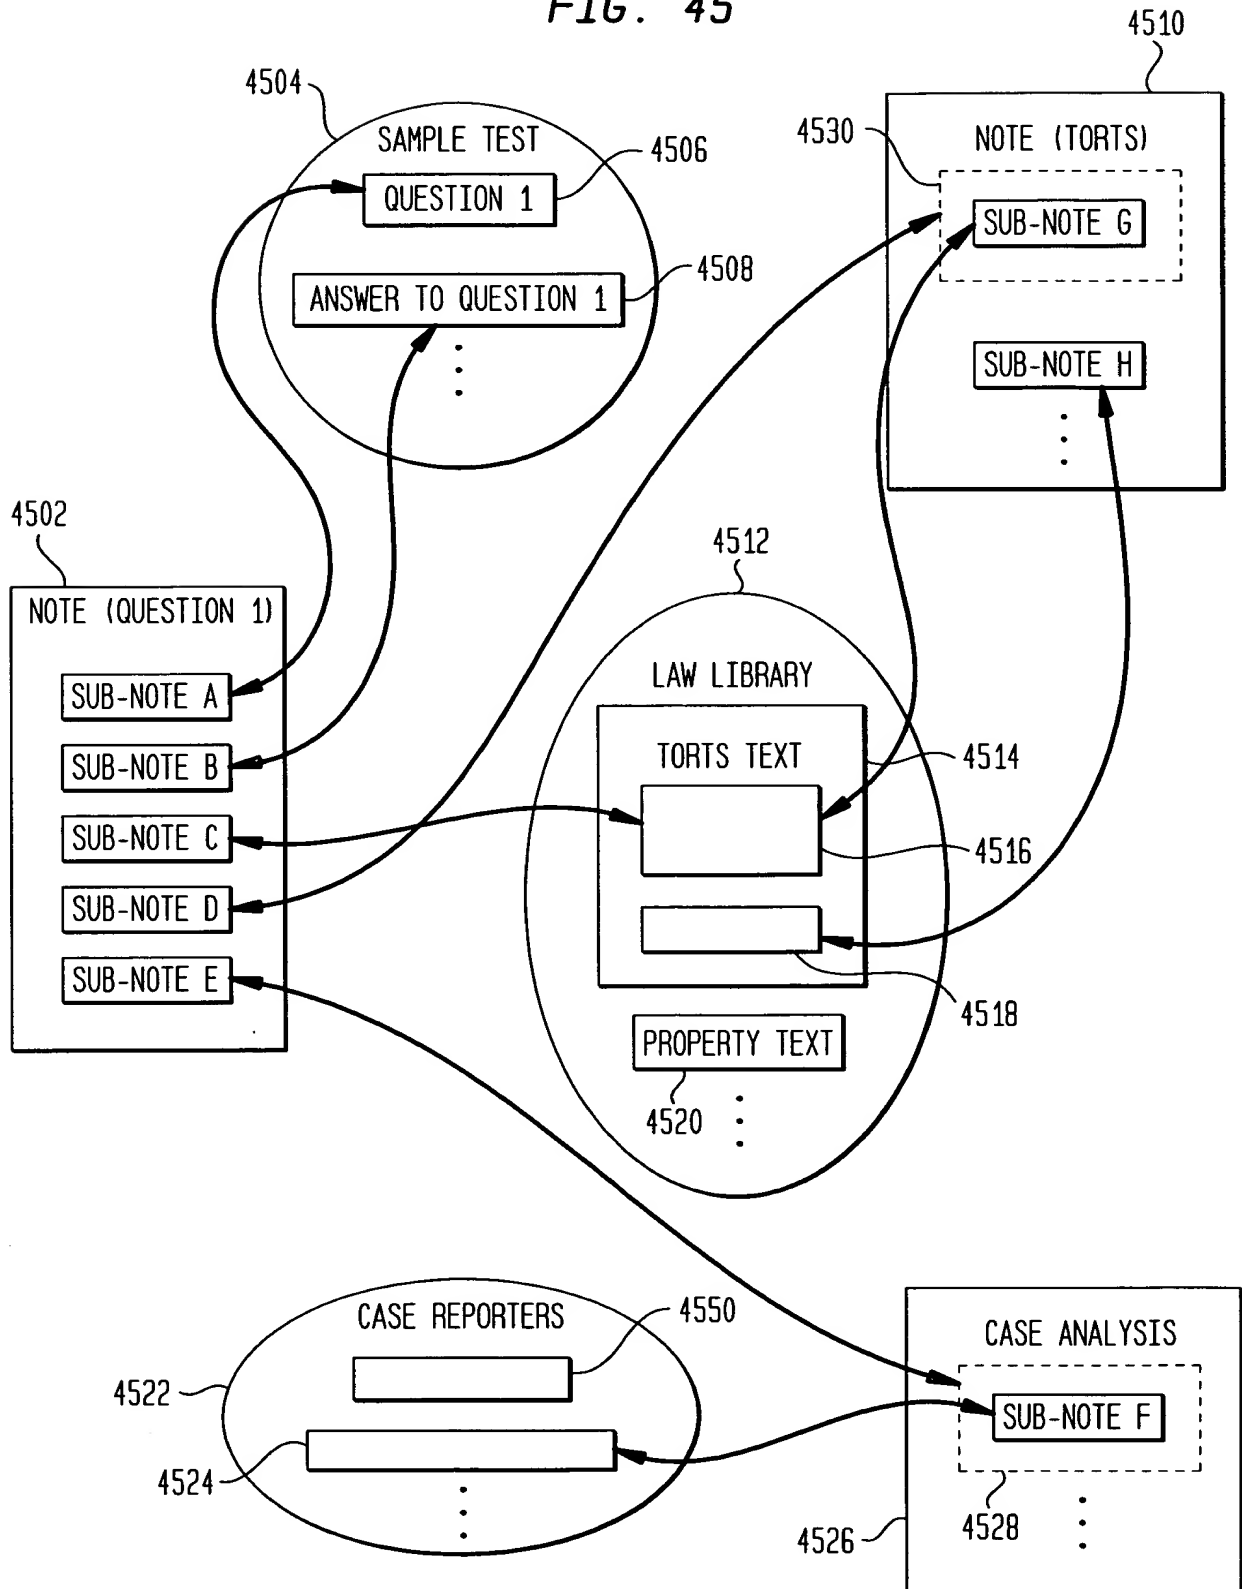 FIG. 45
4510
4504
SAMPLE TEST
4506
QUESTION 1
4508
ANSWER TO QUESTION 1
4530
NOTE (TORTS)
SUB-NOTE G
SUB-NOTE H
4502
NOTE (QUESTION 1)
SUB-NOTE A
SUB-NOTE B
SUB-NOTE C
SUB-NOTE D
SUB-NOTE E
4512
LAW LIBRARY
TORTS TEXT
4514
4516
4518
PROPERTY TEXT
4520
CASE REPORTERS
4550
4522
4524
CASE ANALYSIS
SUB-NOTE F
4526
4528